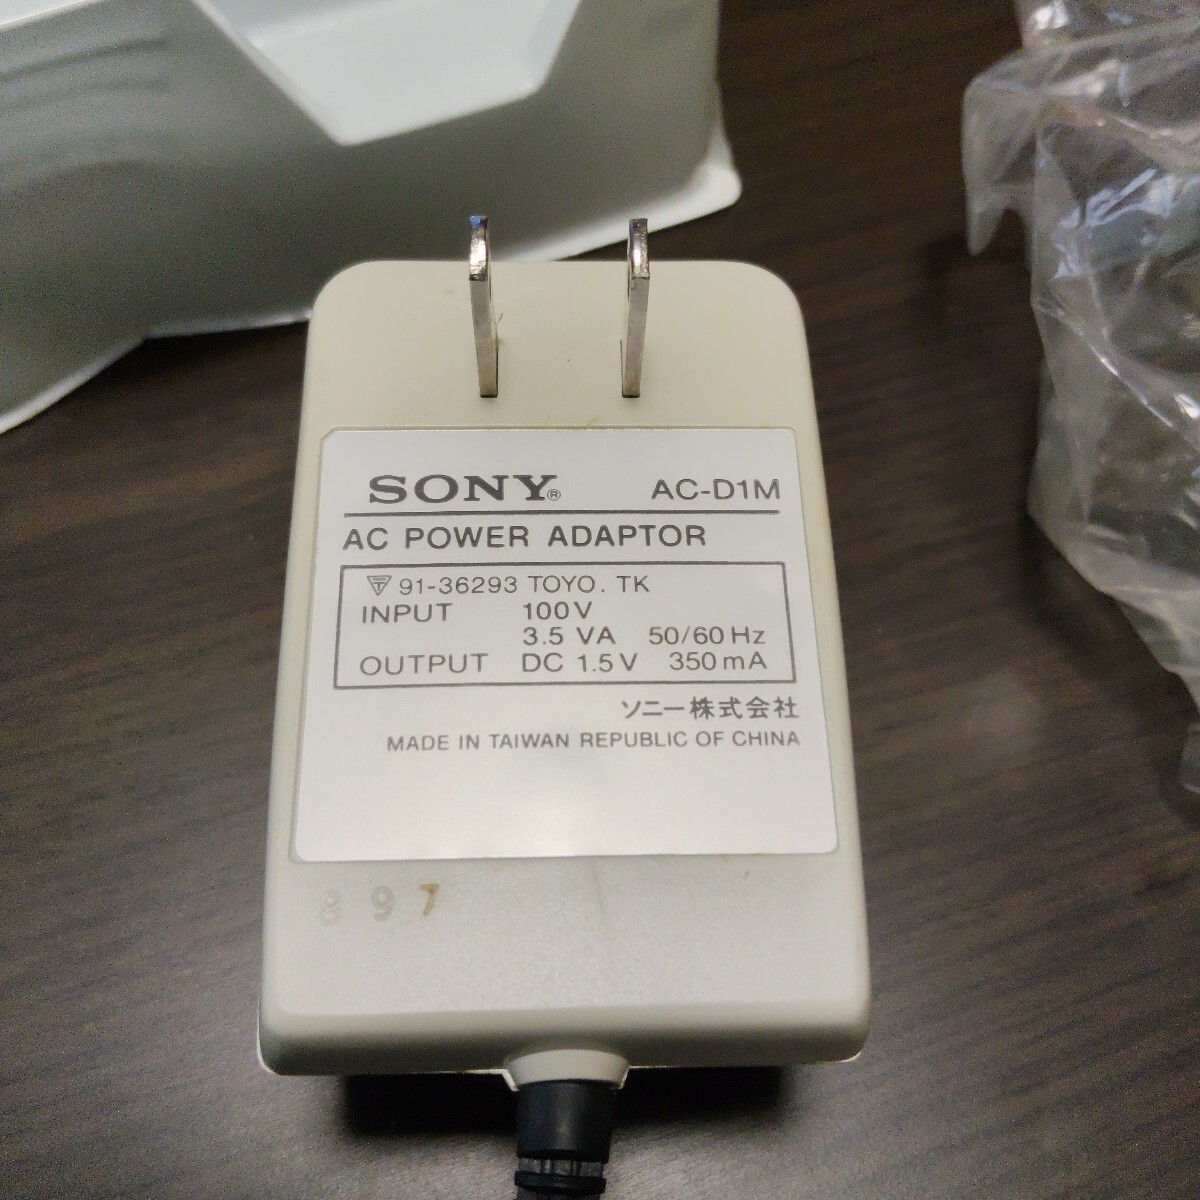 SONY® AC-D1M
AC POWER ADAPTOR
91-36293 TOYO. TK
INPUT 100V
3.5 VA 50/60 Hz
OUTPUT DC 1.5V 350mA
ソニー株式会社
MADE IN TAIWAN REPUBLIC OF CHINA
897